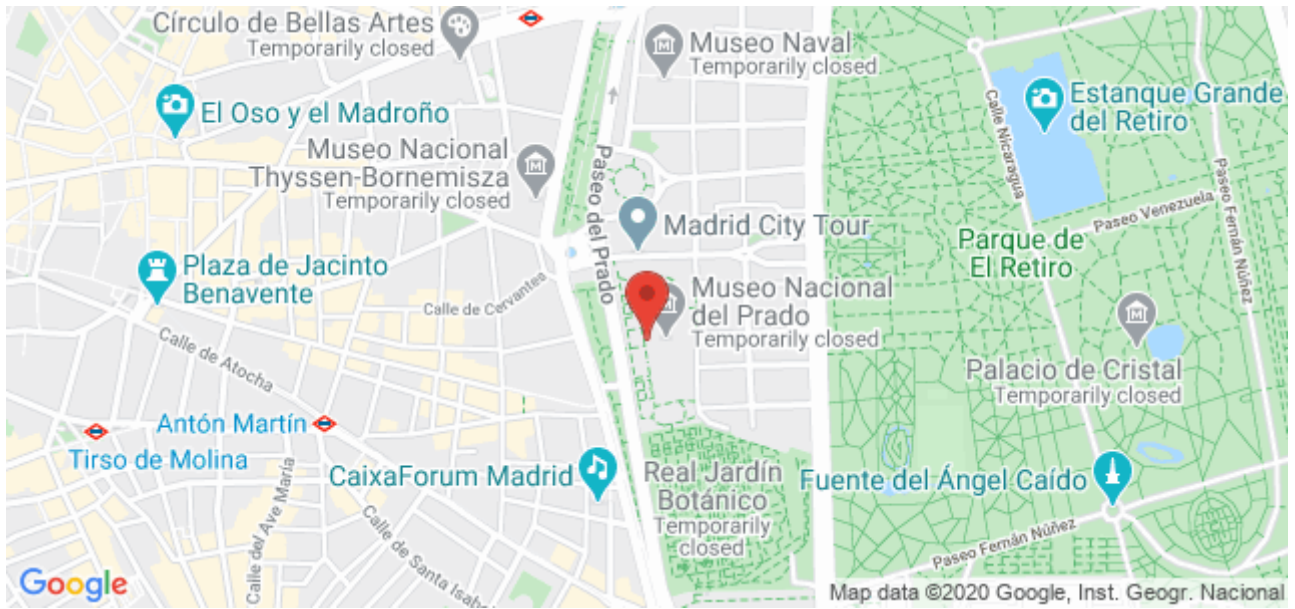 Círculo de Bellas Artes
Temporarily closed
Museo Naval
Temporarily closed
El Oso y el Madroño
Estanque Grande
del Retiro
Calle Nicaragua
Museo Nacional
Thyssen-Bornemisza
Temporarily closed
Paseo del Prado
Paseo Venezuela
Paseo Fernán Núñez
Madrid City Tour
Parque de
El Retiro
Plaza de Jacinto
Benavente
Calle de Cervantes
Museo Nacional
del Prado
Temporarily closed
Calle de Atocha
Palacio de Cristal
Temporarily closed
Antón Martín
Tirso de Molina
CaixaForum Madrid
Real Jardín
Botánico
Temporarily
closed
Fuente del Ángel Caído
Calle del Ave María
Calle de Santa Isabel
Paseo Fernán Núñez
Google
Map data ©2020 Google, Inst. Geogr. Nacional